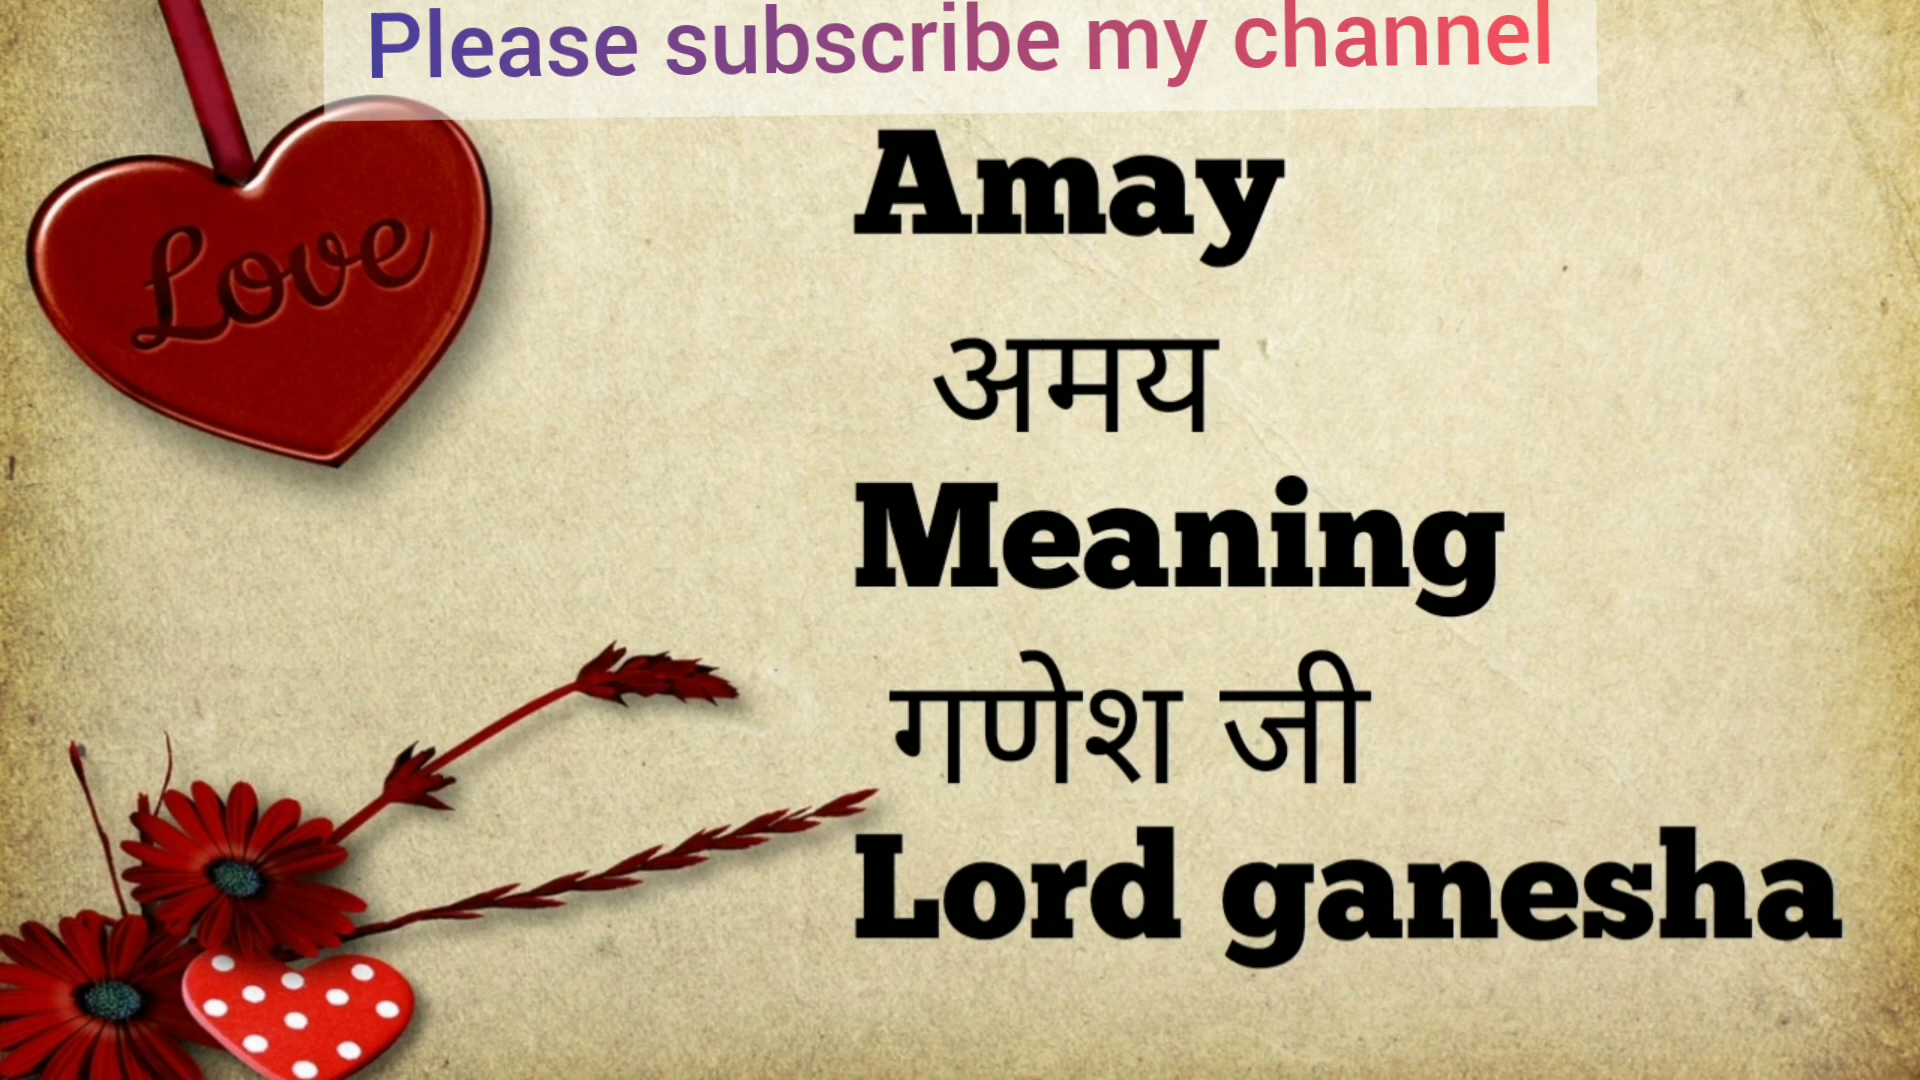 Please subscribe my channel
Love
Amay
अमय
Meaning
गणेश जी
Lord ganesha